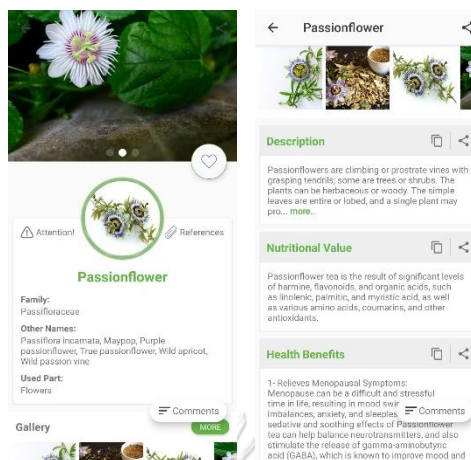 Attention!
References
Passionflower
Family:
Passifloraceae
Other Names:
Passiflora incarnata, Maypop, Purple
passionflower, True passionflower, Wild apricot,
Wild passion vine
Used Part:
Flowers
Comments
Gallery
MORE
Passionflower
Description
Passionflowers are climbing or prostrate vines with
grasping tendrils; some are trees or shrubs. The
plants can be herbaceous or woody. The simple
leaves are entire or lobed, and a single plant may
pro... more..
Nutritional Value
Passionflower tea is the result of significant levels
of harmine, flavonoids, and organic acids, such
as linolenic, palmitic, and myristic acid, as well
as various amino acids, coumarins, and other
antioxidants.
Health Benefits
1- Relieves Menopausal Symptoms:
Menopause can be a difficult and stressful
time in life, resulting in mood
imbalances, anxiety, and
Comments
sedative and soothing effects of Passionflower
tea can help balance neurotransmitters, and also
stimulate the release of gamma-aminobutyric
acid (GABA), which is known to improve mood and